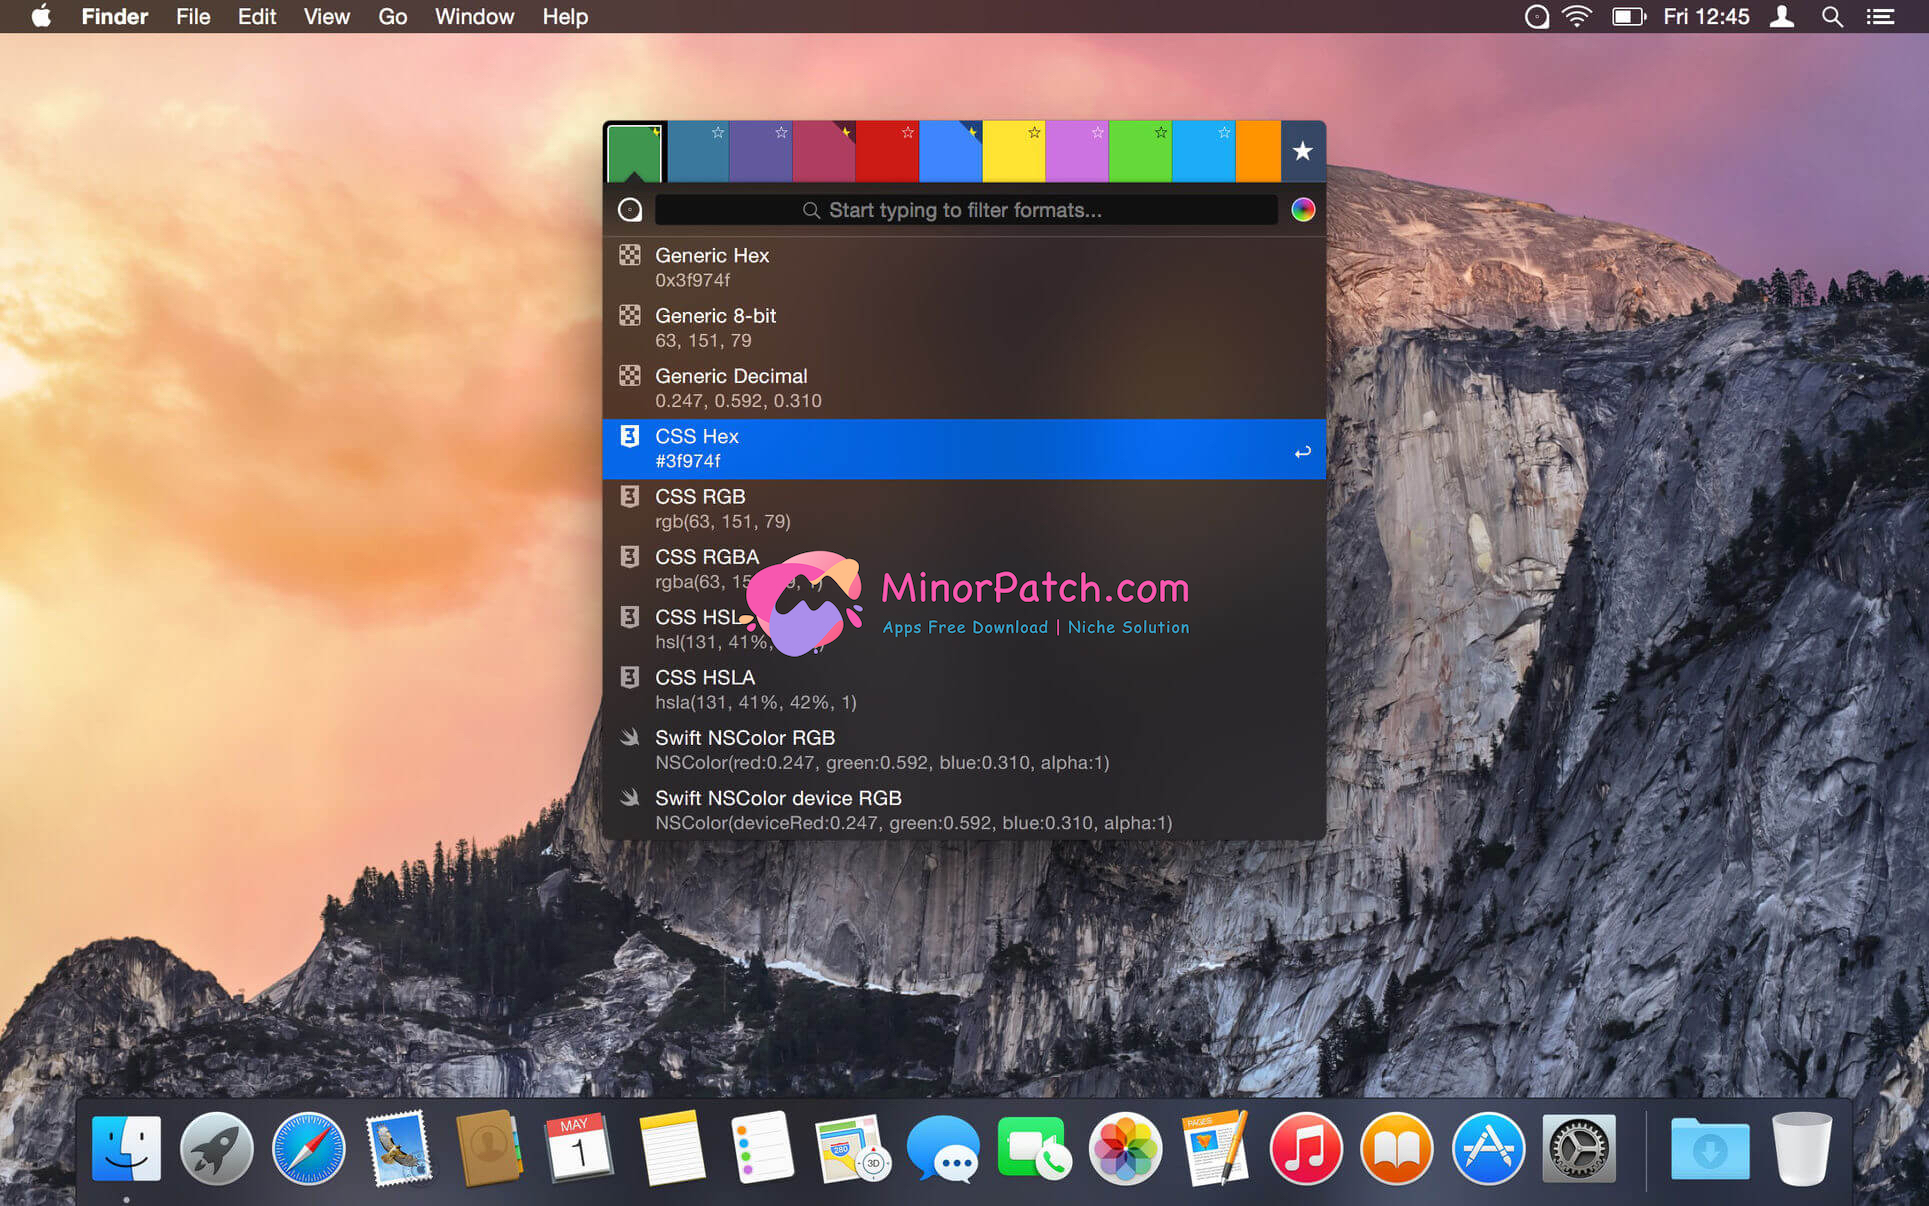 Finder File Edit View Go Window Help Fri 12:45
Start typing to filter formats...
Generic Hex
0x3f974f
Generic 8-bit
63, 151, 79
Generic Decimal
0.247, 0.592, 0.310
CSS Hex
#3f974f
CSS RGB
rgb(63, 151, 79)
CSS RGBA
rgba(63,
CSS HSL
hsl(131, 41%,
MinorPatch.com
Apps Free Download | Niche Solution
CSS HSLA
hsla(131, 41%, 42%, 1)
Swift NSColor RGB
NSColor(red:0.247, green:0.592, blue:0.310, alpha:1)
Swift NSColor device RGB
NSColor(deviceRed:0.247, green:0.592, blue:0.310, alpha:1)
MAY
1
280
3D
PAGES